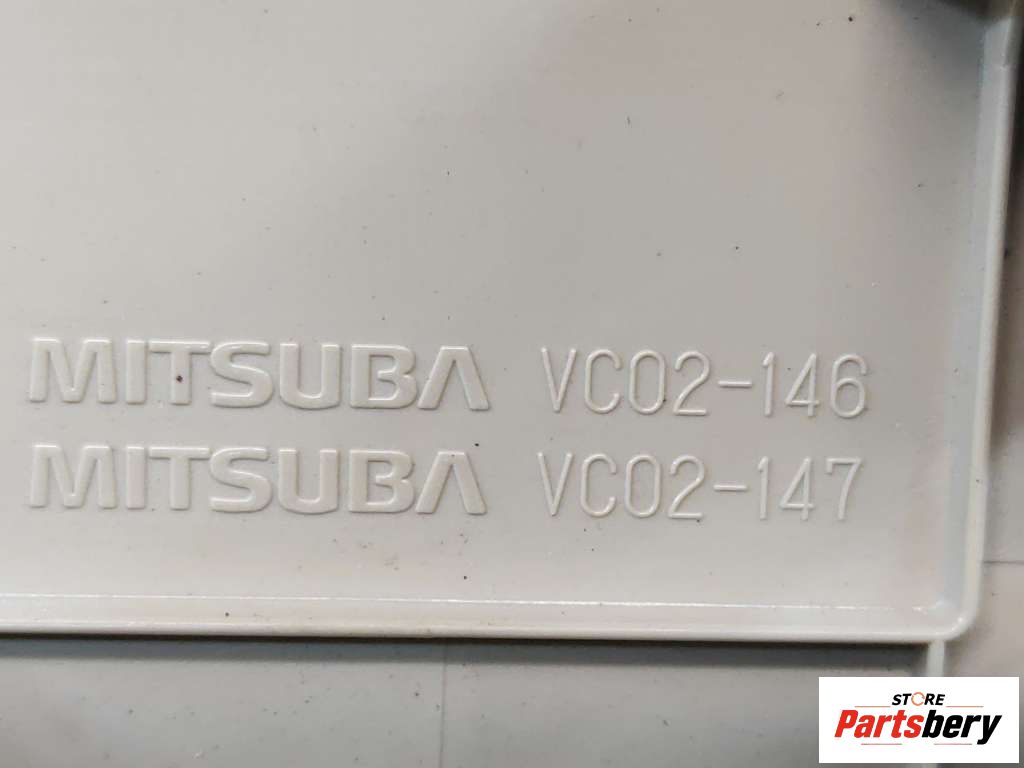 MITSUBA VC02-146
MITSUBA VC02-147
STORE
Partsbery